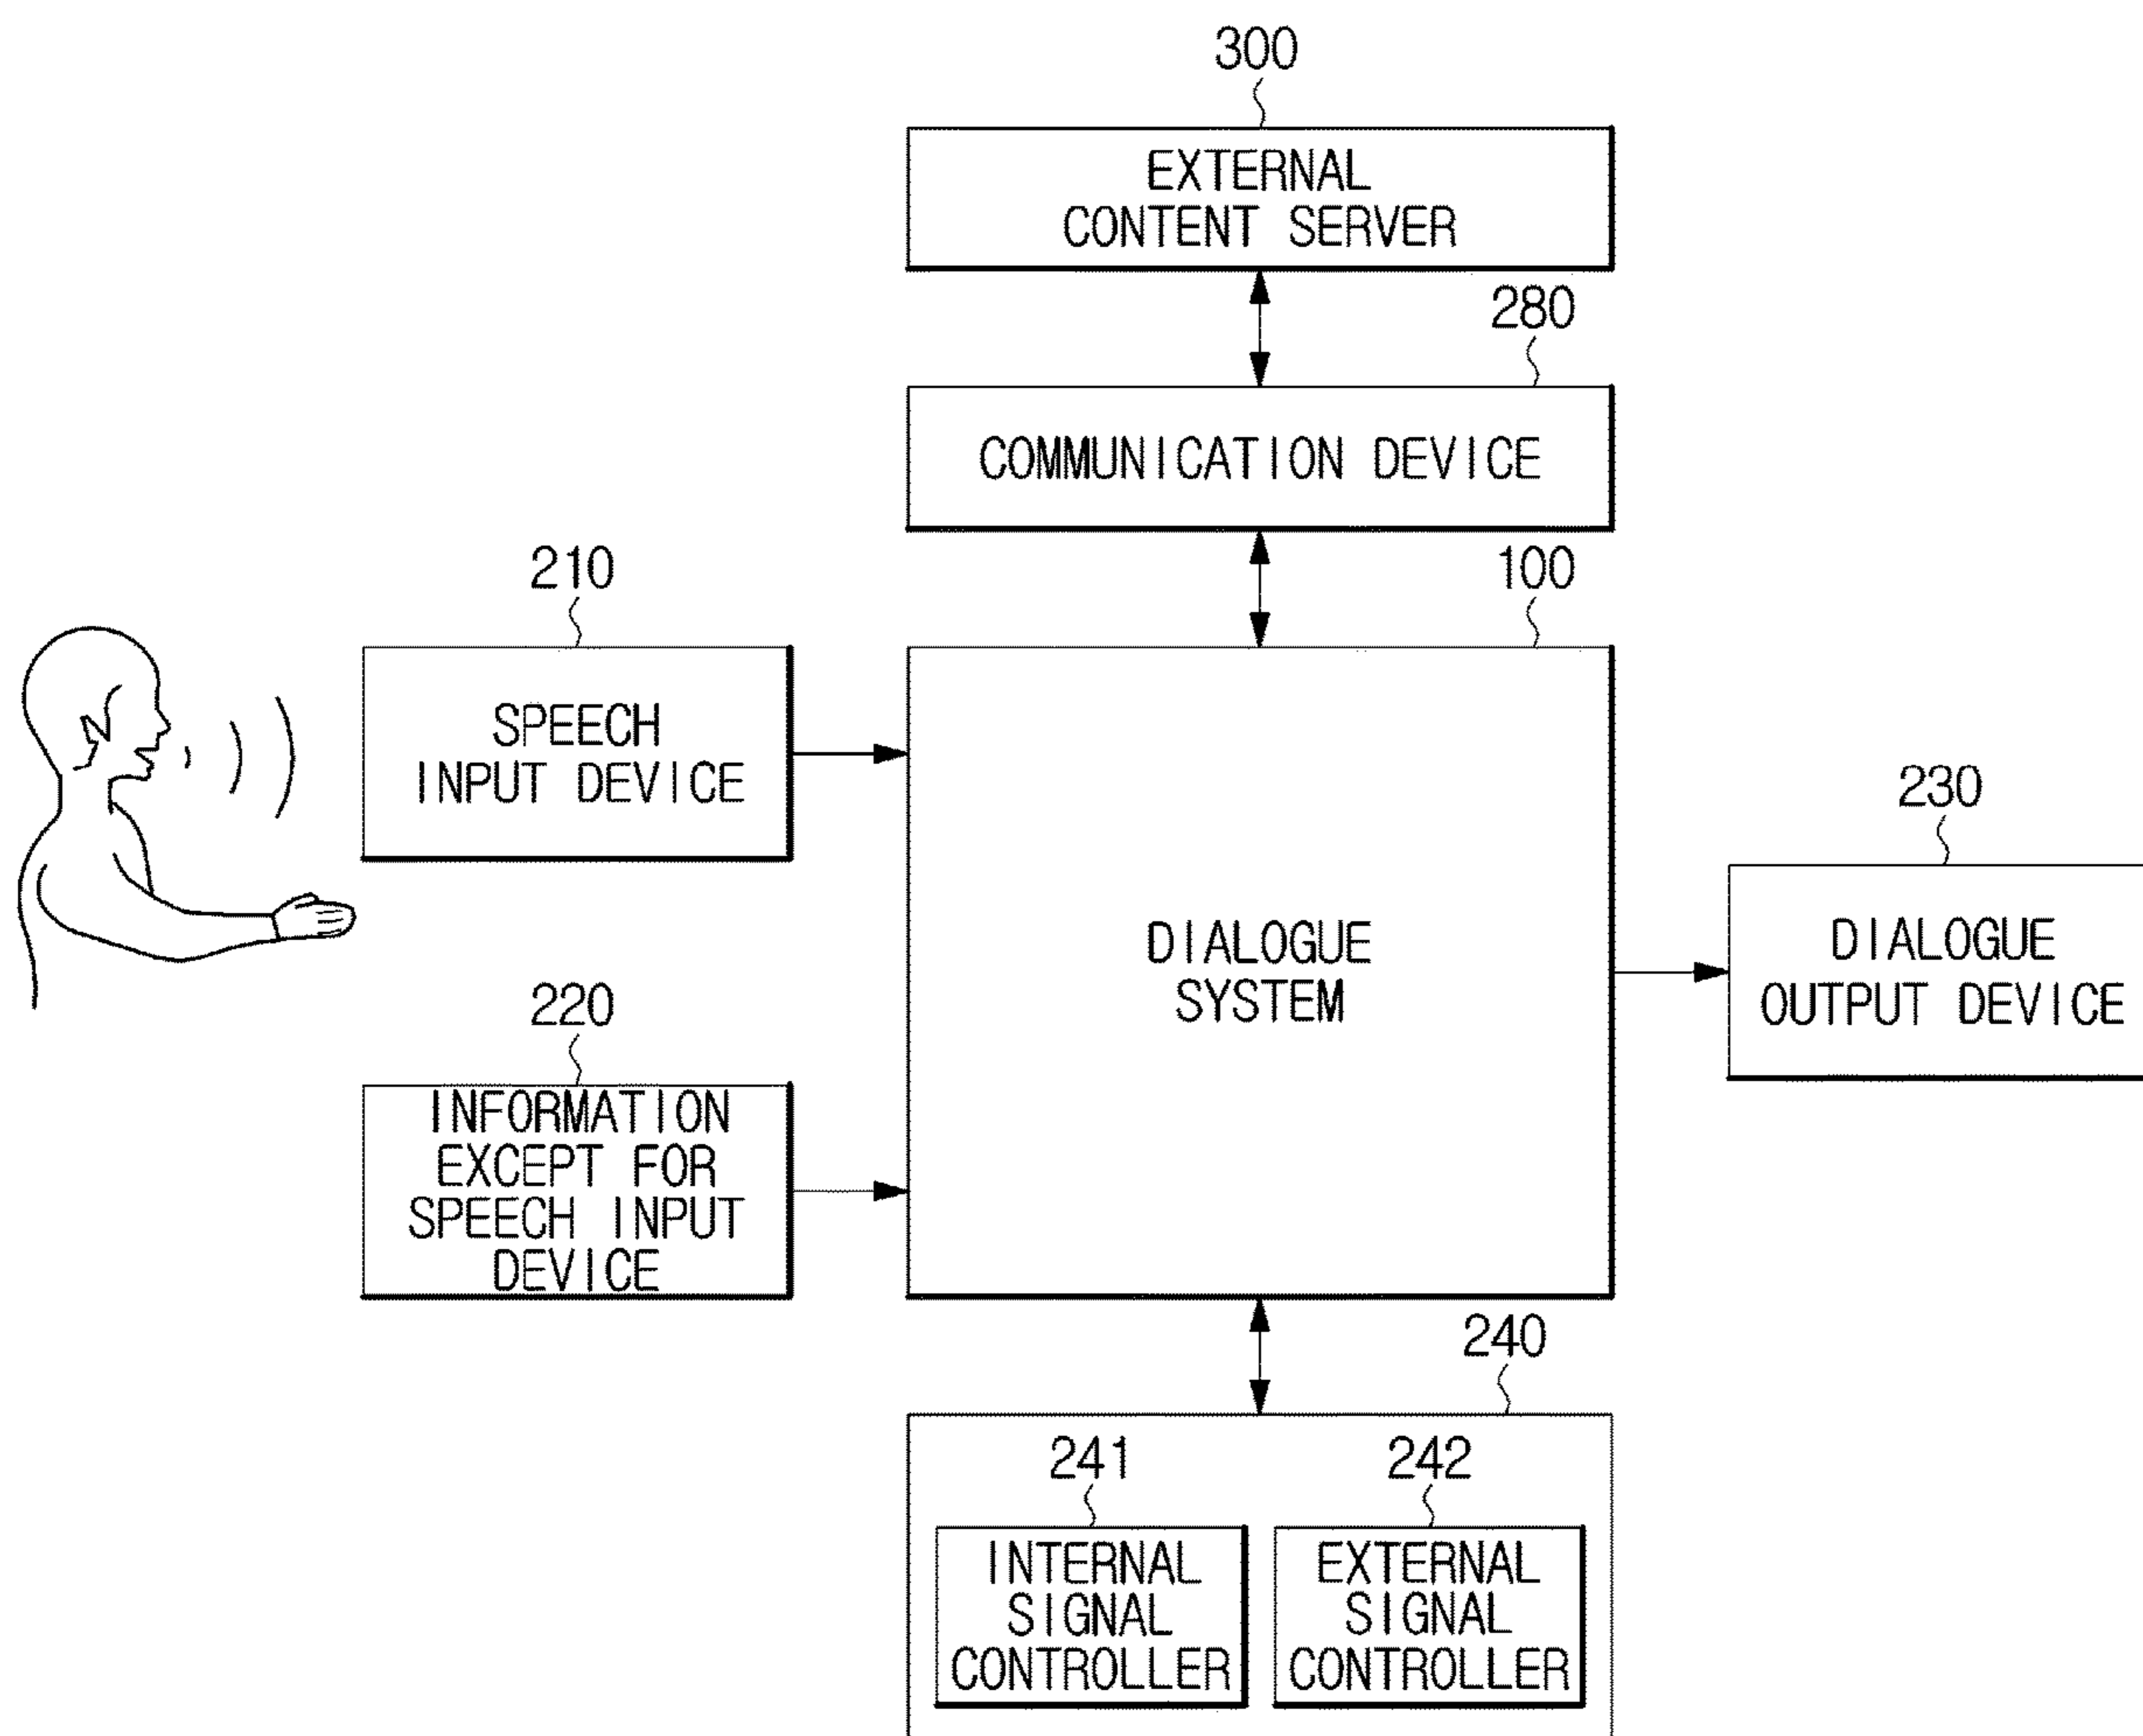 300
EXTERNAL
CONTENT SERVER
280
COMMUNICATION DEVICE
210
100
SPEECH
INPUT DEVICE
230
DIALOGUE
SYSTEM
DIALOGUE
OUTPUT DEVICE
220
INFORMATION
EXCEPT FOR
SPEECH INPUT
DEVICE
240
241
242
INTERNAL
SIGNAL
CONTROLLER
EXTERNAL
SIGNAL
CONTROLLER